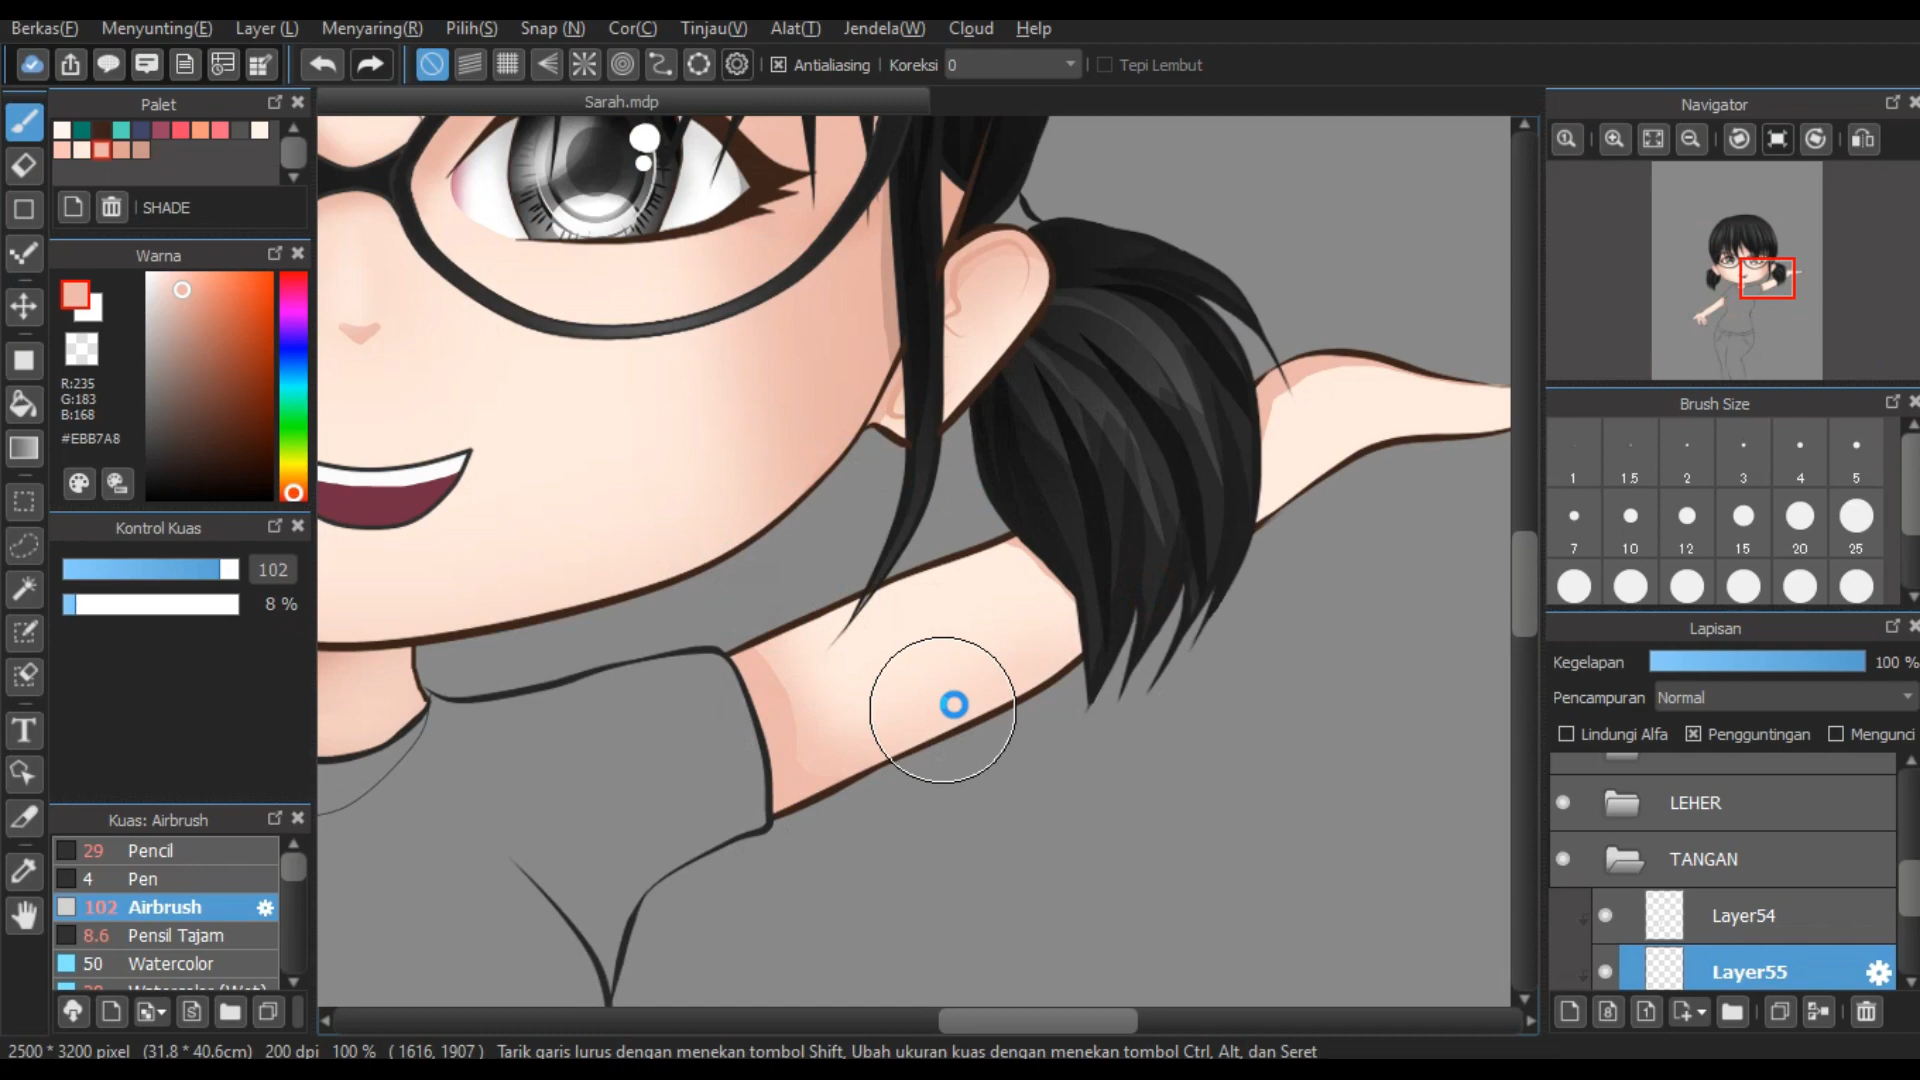 Berkas(F) Menyunting(E) Layer (L) Menyaring(R) Pilih(S) Snap (N) Cor(C) Tinjau(V) Alat(T) Jendela(W) Cloud Help
Antialiasing Koreksi 0 Tepi Lembut
Palet
SHADE
Warna
R:235
G:183
B:168
#EBB7A8
Kontrol Kuas
102
8 %
Kuas: Airbrush
29 Pencil
4 Pen
102 Airbrush
8.6 Pensil Tajam
50 Watercolor
Sarah.mdp
Navigator
Brush Size
1 1.5 2 3 4 5
7 10 12 15 20 25
Lapisan
Kegelapan 100 %
Pencampuran Normal
Lindungi Alfa Pengguntingan Mengunci
LEHER
TANGAN
Layer54
Layer55
2500 * 3200 pixel (31.8 * 40.6cm) 200 dpi 100 % ( 1616, 1907 ) Tarik garis lurus dengan menekan tombol Shift, Ubah ukuran kuas dengan menekan tombol Ctrl, Alt, dan Seret